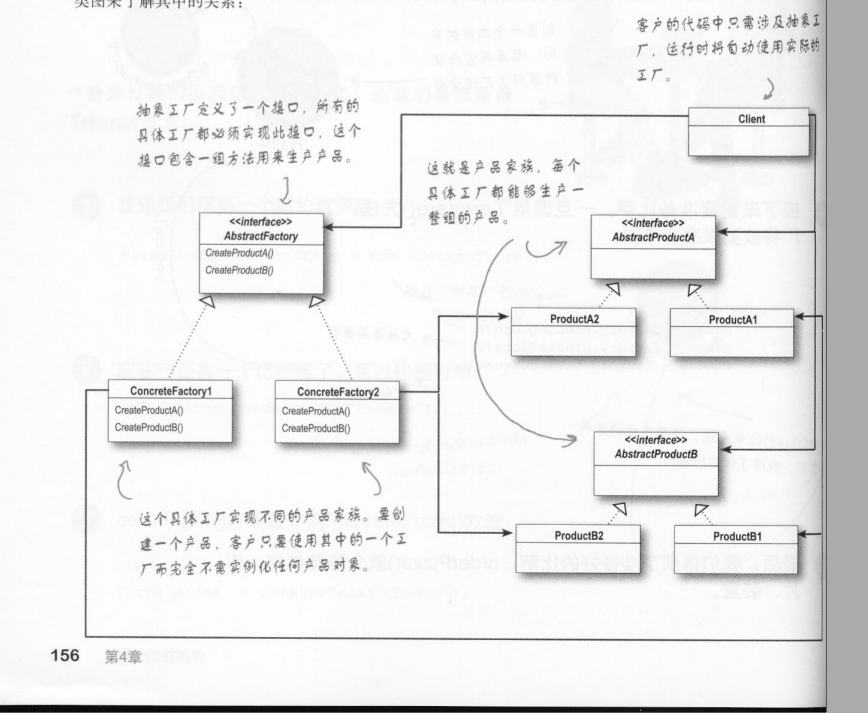 类图来了解其中的关系：
客户的代码中只需涉及抽象工
厂，运行时将自动使用实际的
工厂。
抽象工厂定义了一个接口，所有的
具体工厂都必须实现此接口，这个
接口包含一组方法用来生产产品。
Client
这就是产品家族，每个
具体工厂都能够生产一
整组的产品。
<<interface>>
AbstractFactory
CreateProductA()
CreateProductB()
<<interface>>
AbstractProductA
ProductA2
ProductA1
ConcreteFactory1
CreateProductA()
CreateProductB()
ConcreteFactory2
CreateProductA()
CreateProductB()
<<interface>>
AbstractProductB
ProductB2
ProductB1
这个具体工厂实现不同的产品家族。要创
建一个产品，客户只要使用其中的一个工
厂而完全不需实例化任何产品对象。
156 第4章